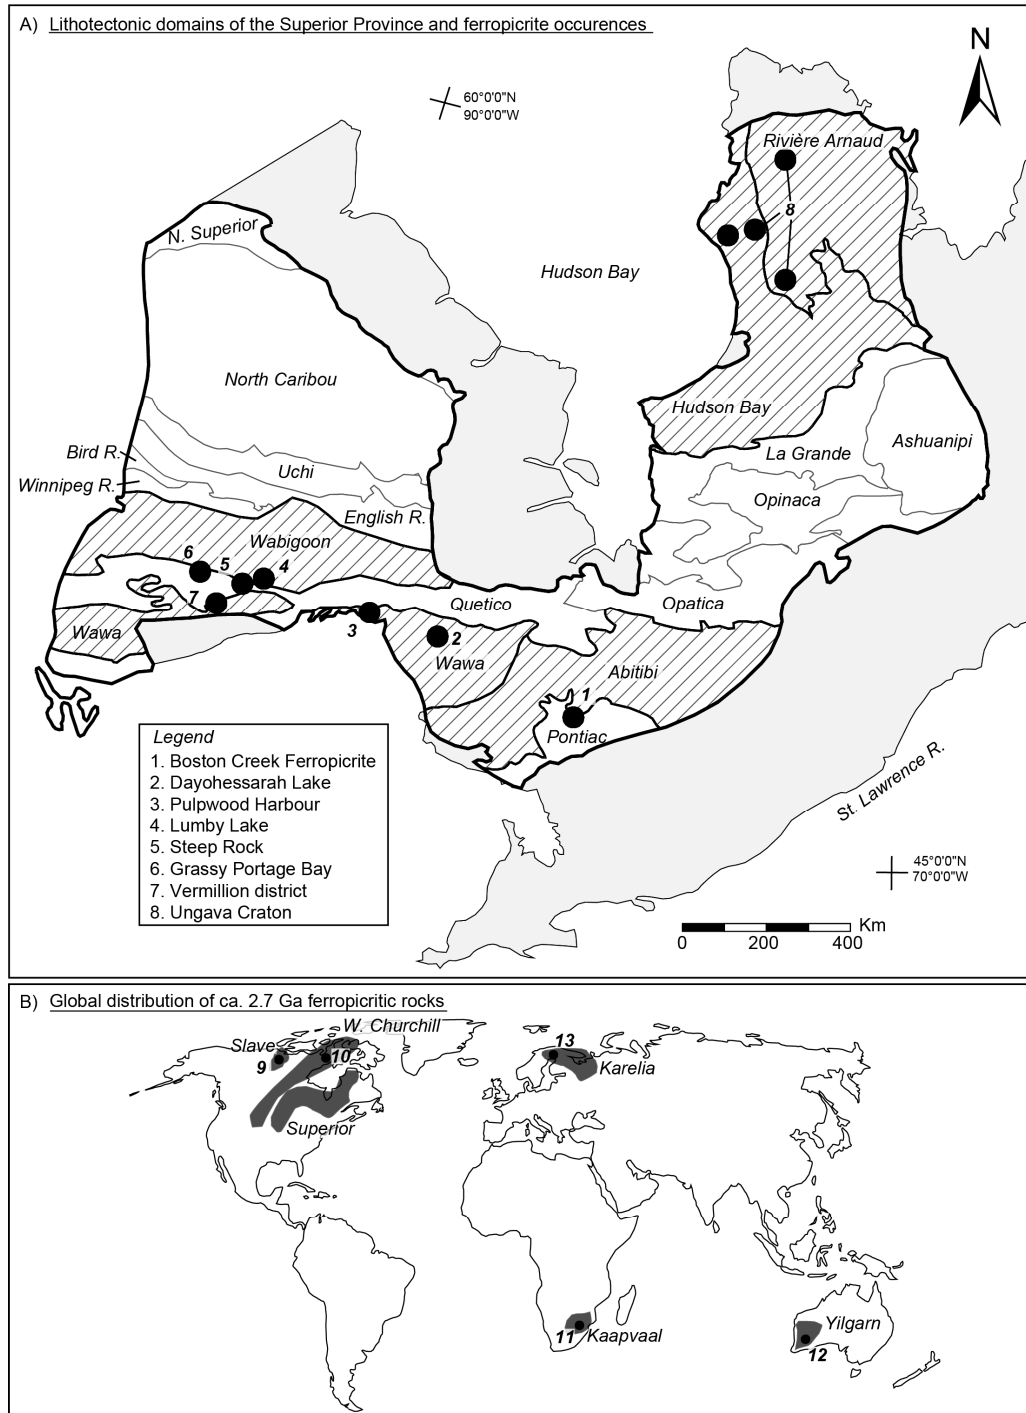 A) Lithotectonic domains of the Superior Province and ferropicrite occurences
N
60°0'0"N
90°0'0"W
Rivière Arnaud
8
N. Superior
Hudson Bay
North Caribou
Hudson Bay
Ashuanipi
La Grande
Bird R.
Uchi
Winnipeg R.
Opinaca
English R.
Wabigoon
6
5
4
7
Quetico
Opatica
3
Wawa
2
Wawa
Abitibi
1
Pontiac
Legend
1. Boston Creek Ferropicrite
2. Dayohessarah Lake
3. Pulpwood Harbour
4. Lumby Lake
5. Steep Rock
6. Grassy Portage Bay
7. Vermillion district
8. Ungava Craton
St. Lawrence R.
45°0'0"N
70°0'0"W
Km
0 200 400
B) Global distribution of ca. 2.7 Ga ferropicritic rocks
W. Churchill
Slave
9
10
13
Karelia
Superior
11
Kaapvaal
Yilgarn
12